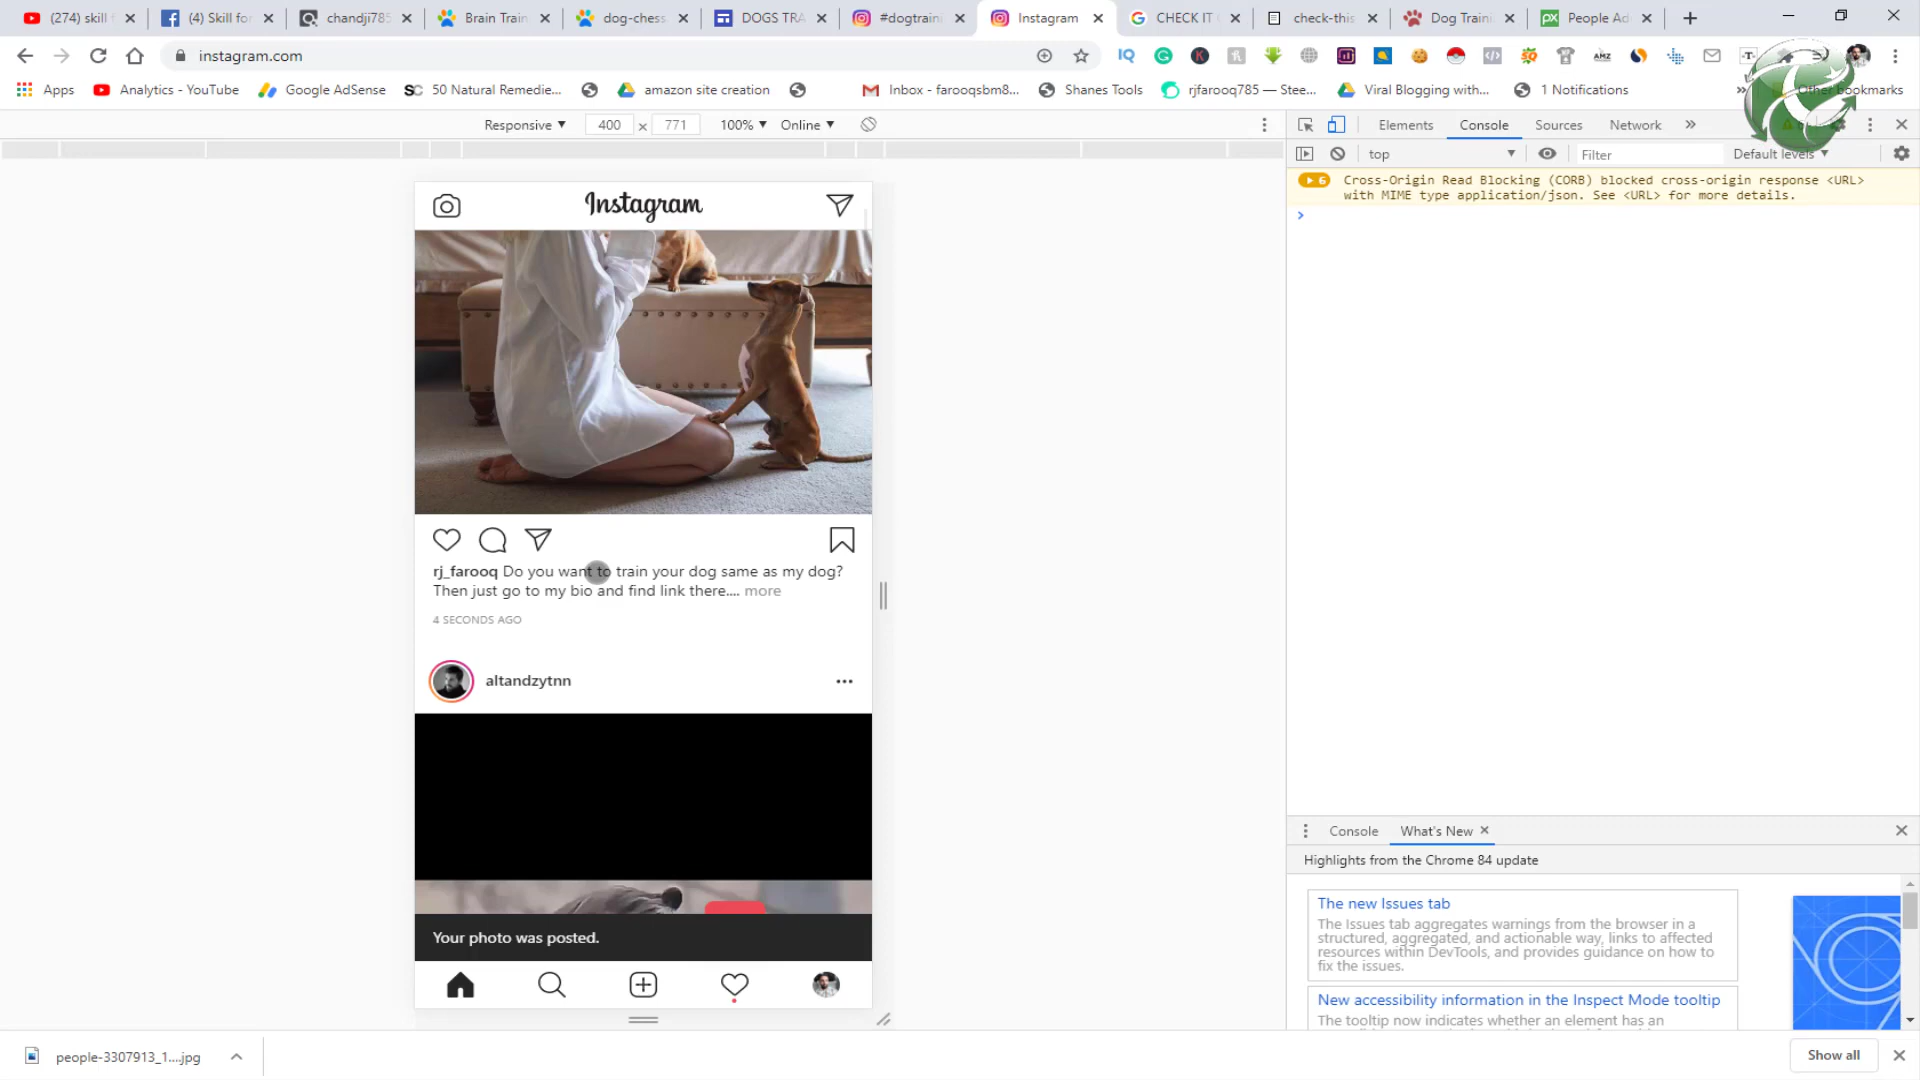 (274) skill f
(4) Skill for
chandji785
Brain Train
dog-chess
DOGS TRA
#dogtraini
Instagram
CHECK IT
check-this
Dog Traini
People Ad
instagram.com
Apps
Analytics - YouTube
Google AdSense
50 Natural Remedie...
amazon site creation
Inbox - farooqsbm8...
Shanes Tools
rjfarooq785 — Stee...
Viral Blogging with...
1 Notifications
Other bookmarks
Responsive
400 x 771
100%
Online
Elements
Console
Sources
Network
top
Filter
Default levels
6
Cross-Origin Read Blocking (CORB) blocked cross-origin response <URL>
with MIME type application/json. See <URL> for more details.
Instagram
rj_farooq Do you want to train your dog same as my dog?
Then just go to my bio and find link there.... more
4 SECONDS AGO
altandzytnn
Your photo was posted.
Console
What's New
Highlights from the Chrome 84 update
The new Issues tab
The Issues tab aggregates warnings from the browser in a
structured, aggregated, and actionable way, links to affected
resources within DevTools, and provides guidance on how to
fix the issues.
New accessibility information in the Inspect Mode tooltip
The tooltip now indicates whether an element has an
people-3307913_1....jpg
Show all